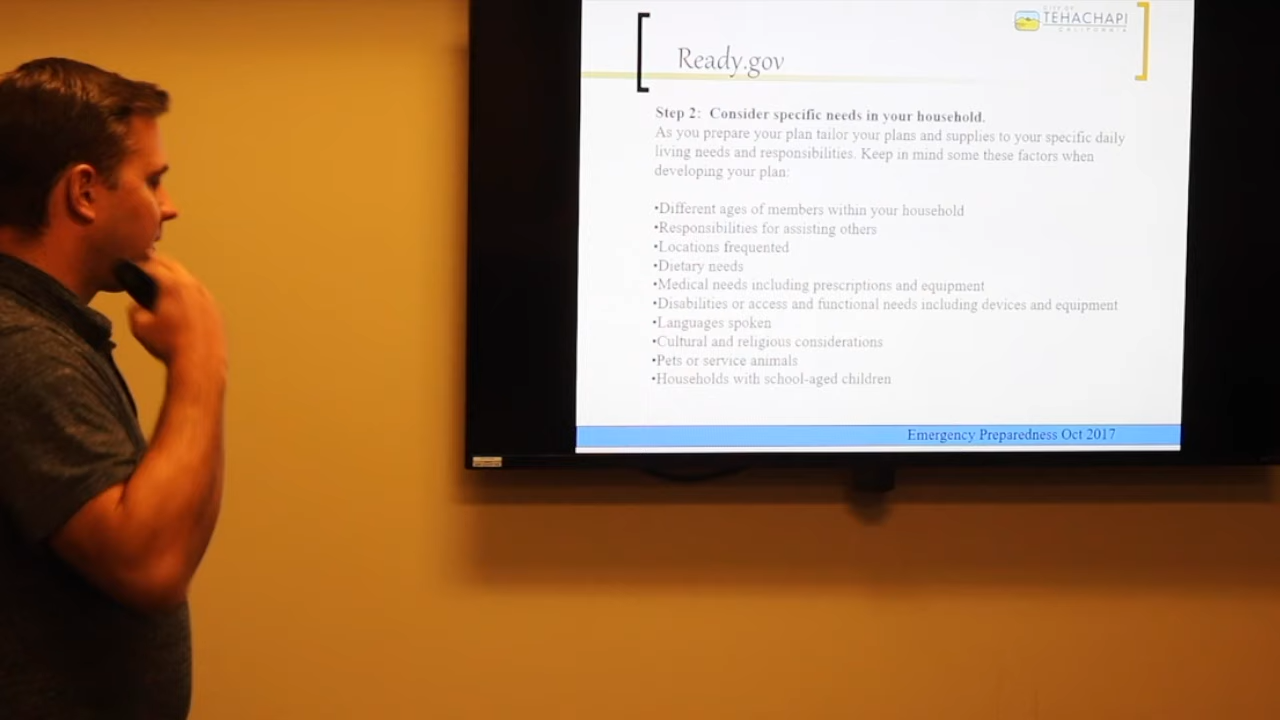 CITY OF
TEHACHAPI
CALIFORNIA
Ready.gov
Step 2: Consider specific needs in your household.
As you prepare your plan tailor your plans and supplies to your specific daily
living needs and responsibilities. Keep in mind some these factors when
developing your plan:
•Different ages of members within your household
•Responsibilities for assisting others
•Locations frequented
•Dietary needs
•Medical needs including prescriptions and equipment
•Disabilities or access and functional needs including devices and equipment
•Languages spoken
•Cultural and religious considerations
•Pets or service animals
•Households with school-aged children
Emergency Preparedness Oct 2017